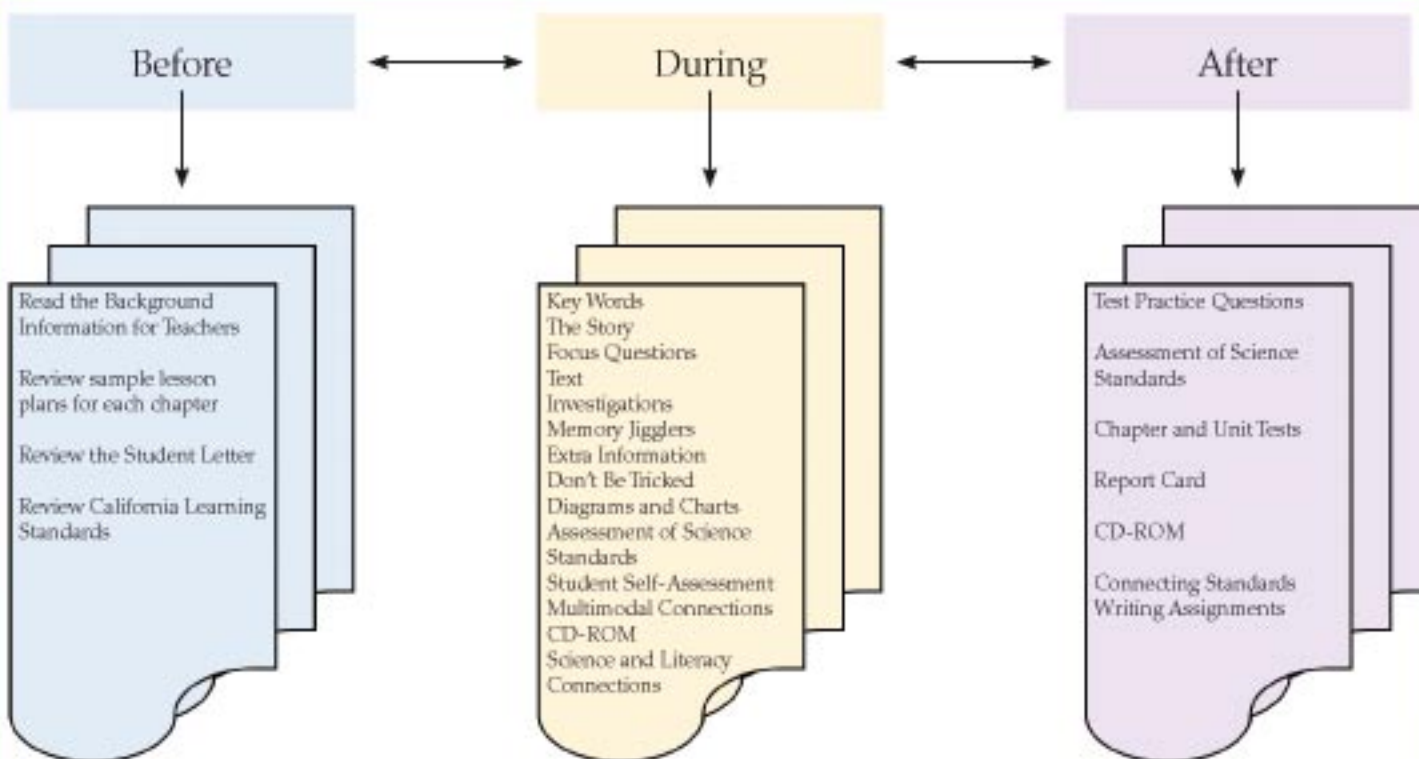 Before
During
After
Read the Background
Information for Teachers
Review sample lesson
plans for each chapter
Review the Student Letter
Review California Learning
Standards
Key Words
The Story
Focus Questions
Text
Investigations
Memory Jigglers
Extra Information
Don't Be Tricked
Diagrams and Charts
Assessment of Science
Standards
Student Self-Assessment
Multimodal Connections
CD-ROM
Science and Literacy
Connections
Test Practice Questions
Assessment of Science
Standards
Chapter and Unit Tests
Report Card
CD-ROM
Connecting Standards
Writing Assignments